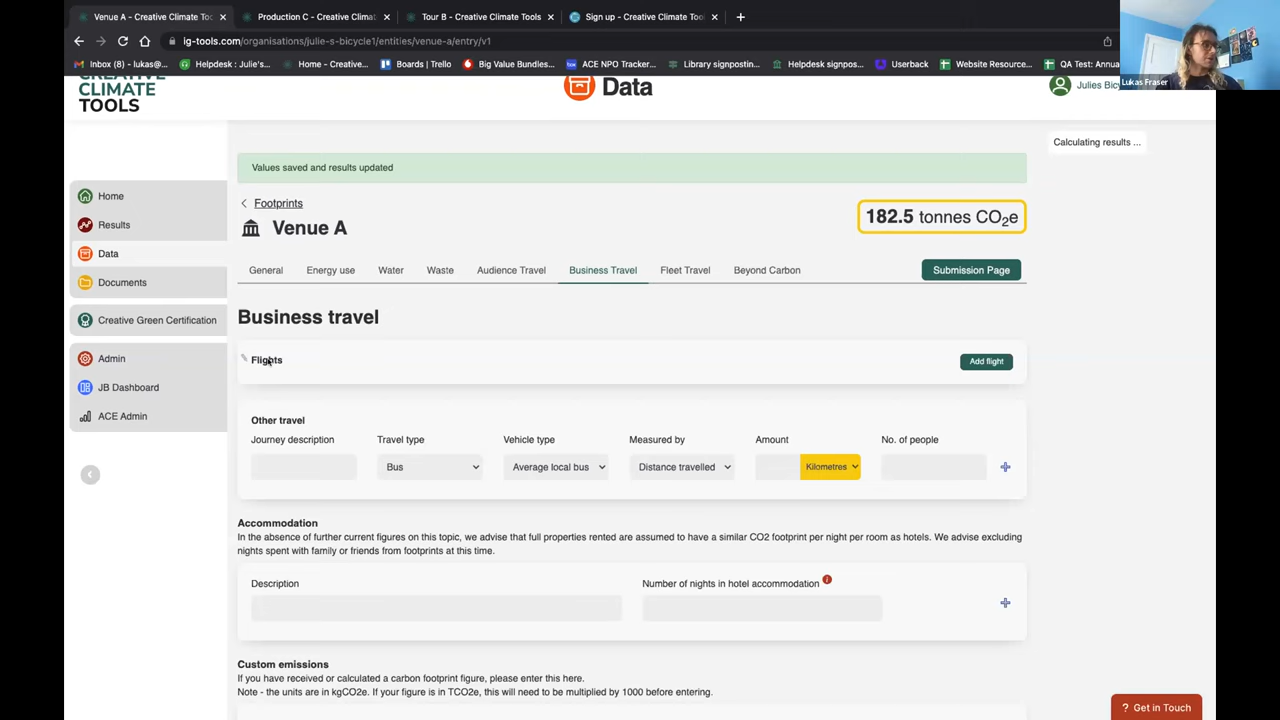 Venue A - Creative Climate To
Production C - Creative Climat
Tour B - Creative Climate Tools
Sign up - Creative Climate Too
ig-tools.com/organisations/julie-s-bicycle1/entities/venue-a/entry/v1
Inbox (8) - lukas@...
Helpdesk : Julie's...
Home - Creative...
Boards | Trello
Big Value Bundles...
ACE NPO Tracker...
Library signpostin...
Helpdesk signpos...
Userback
Website Resource...
QA Test: Annua
Lukas Fraser
CREATIVE
CLIMATE
TOOLS
Data
Julies Bicy
Calculating results ...
Values saved and results updated
Home
Results
Data
Documents
Creative Green Certification
Admin
JB Dashboard
ACE Admin
Footprints
Venue A
182.5 tonnes CO2e
General
Energy use
Water
Waste
Audience Travel
Business Travel
Fleet Travel
Beyond Carbon
Submission Page
Business travel
Flights
Add flight
Other travel
Journey description
Travel type
Vehicle type
Measured by
Amount
No. of people
Bus
Average local bus
Distance travelled
Kilometres
Accommodation
In the absence of further current figures on this topic, we advise that full properties rented are assumed to have a similar CO2 footprint per night per room as hotels. We advise excluding
nights spent with family or friends from footprints at this time.
Description
Number of nights in hotel accommodation
Custom emissions
If you have received or calculated a carbon footprint figure, please enter this here.
Note - the units are in kgCO2e. If your figure is in TCO2e, this will need to be multiplied by 1000 before entering.
? Get in Touch